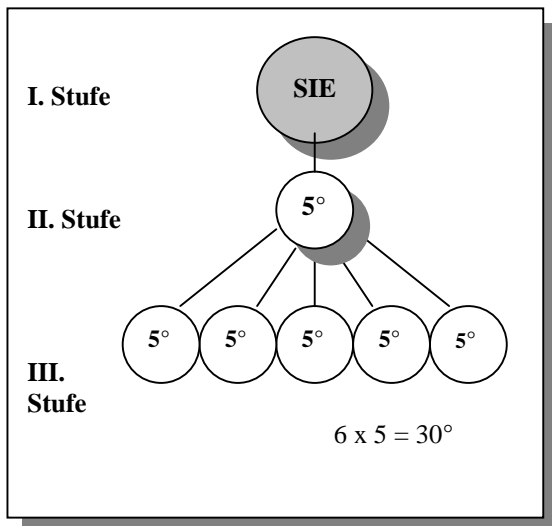 SIE
I. Stufe
5°
II. Stufe
5° 5° 5° 5° 5°
III.
Stufe
6 x 5 = 30°